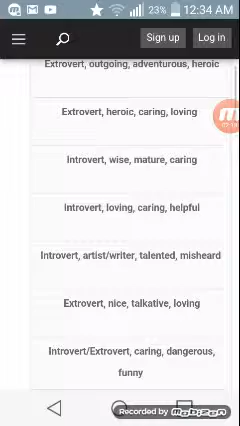 23% 12:34 AM
Sign up Log in
Extrovert, outgoing, adventurous, heroic
Extrovert, heroic, caring, loving
Introvert, wise, mature, caring
Introvert, loving, caring, helpful
Introvert, artist/writer, talented, misheard
Extrovert, nice, talkative, loving
Introvert/Extrovert, caring, dangerous,
funny
Recorded by Mobizen